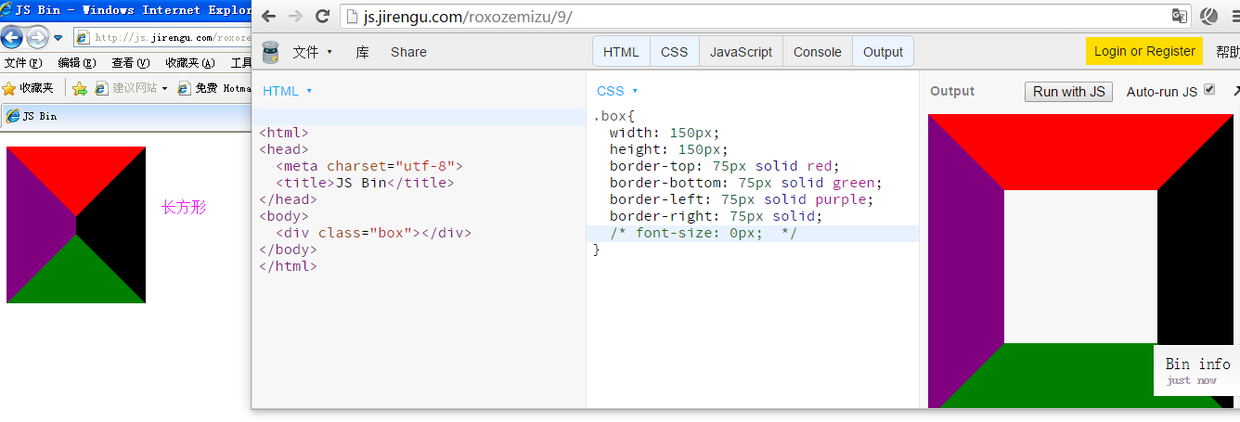 JS Bin - Windows Internet Explor
http://js.jirengu.com/roxoze
文件(F) 编辑(E) 查看(V) 收藏夹(A) 工具
收藏夹 建议网站 免费 Hotma
JS Bin
长方形
js.jirengu.com/roxozemizu/9/
文件 库 Share HTML CSS JavaScript Console Output Login or Register 帮助
HTML
<html>
<head>
<meta charset="utf-8">
<title>JS Bin</title>
</head>
<body>
<div class="box"></div>
</body>
</html>
CSS
.box{
width: 150px;
height: 150px;
border-top: 75px solid red;
border-bottom: 75px solid green;
border-left: 75px solid purple;
border-right: 75px solid;
/* font-size: 0px;  */
}
Output Run with JS Auto-run JS
Bin info
just now